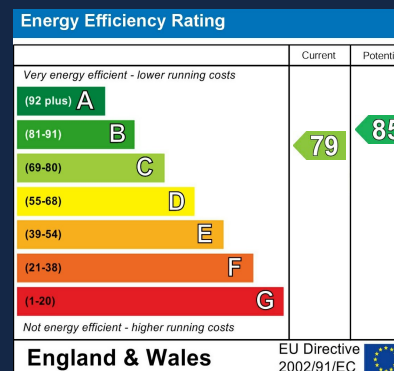 Energy Efficiency Rating
Current Potenti
Very energy efficient - lower running costs
(92 plus) A
(81-91) B
(69-80) C
(55-68) D
(39-54) E
(21-38) F
(1-20) G
79
85
Not energy efficient - higher running costs
England & Wales
EU Directive
2002/91/EC